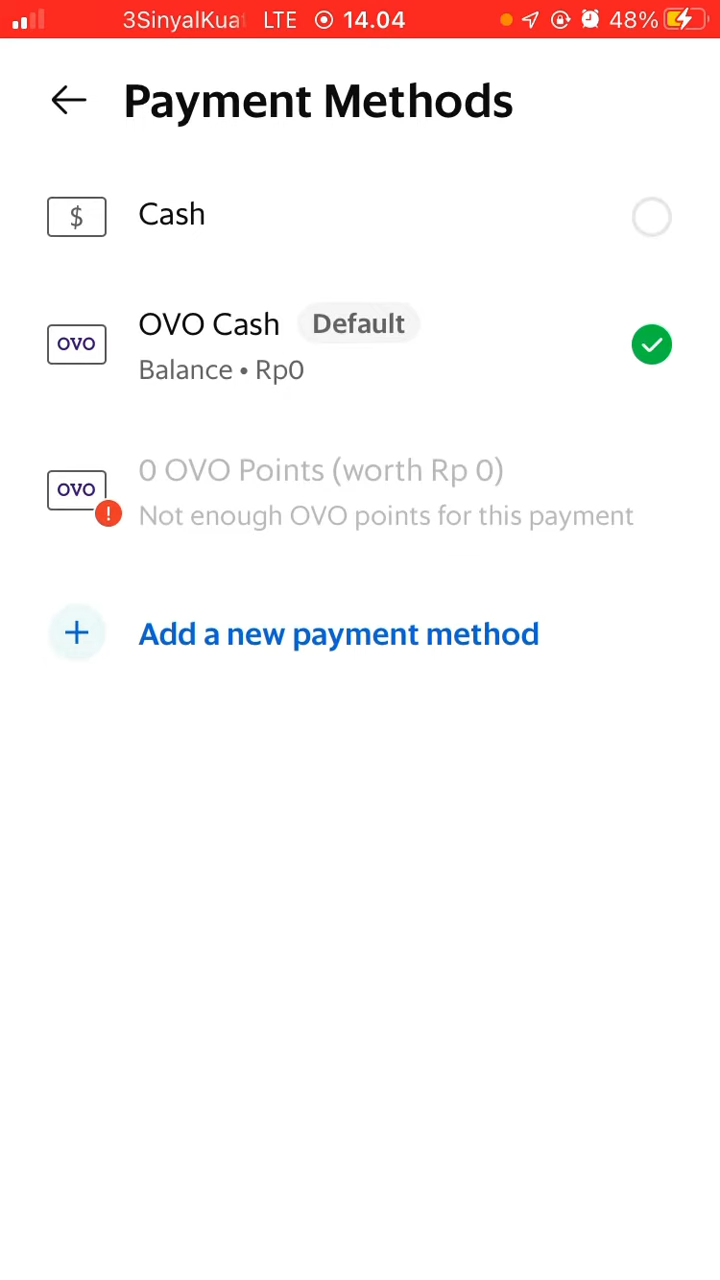 3SinyalKua LTE 14.04 48%
Payment Methods
$ Cash
OVO Cash Default
OVO
Balance • Rp0
0 OVO Points (worth Rp 0)
OVO
! Not enough OVO points for this payment
+ Add a new payment method